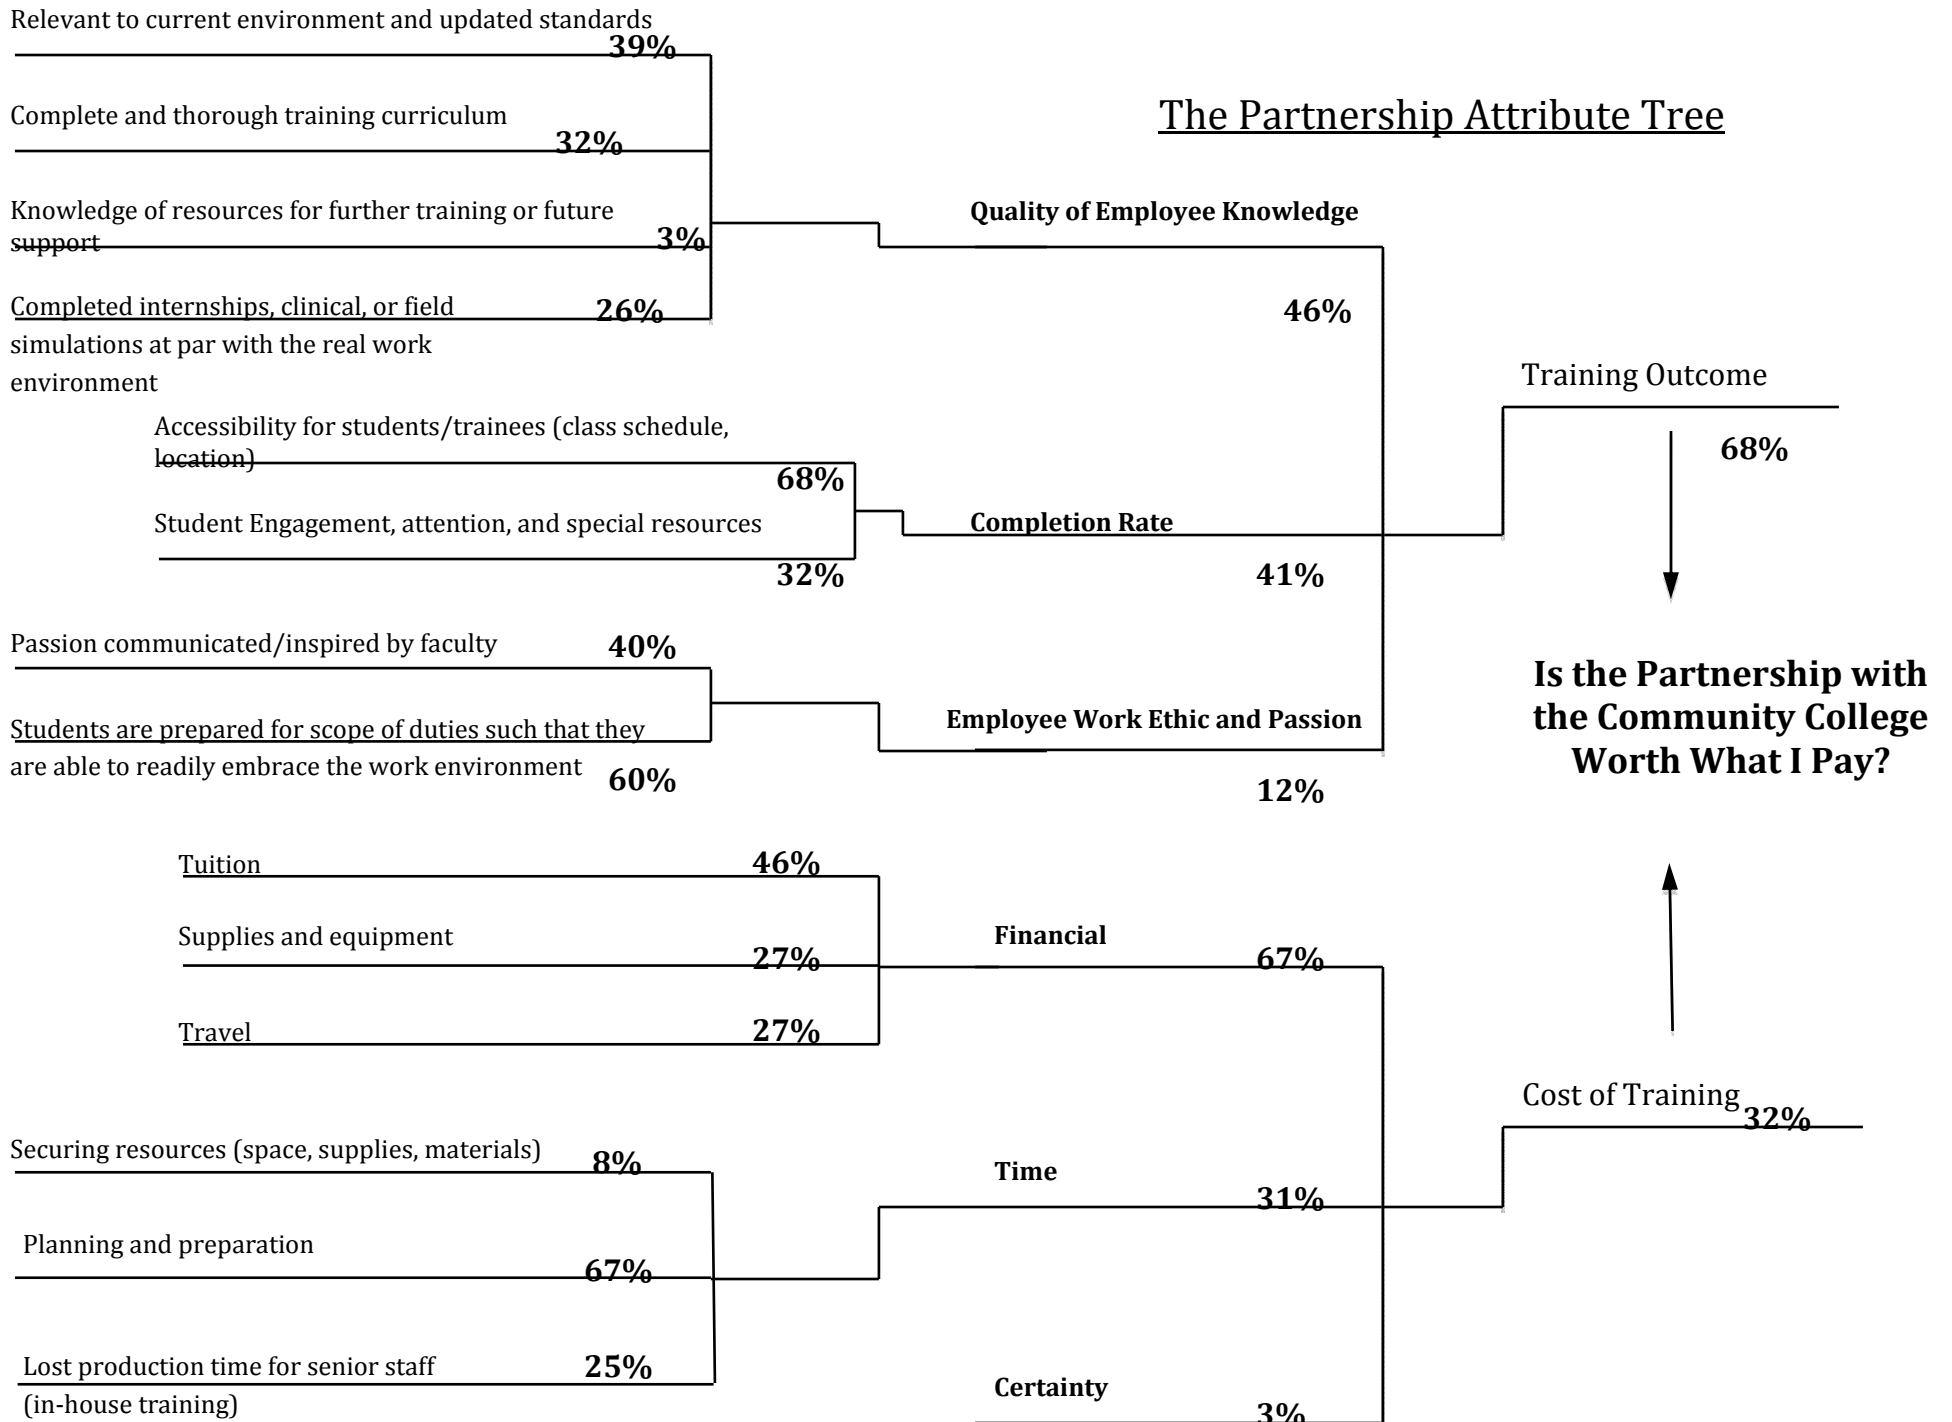 Relevant to current environment and updated standards
39%
Complete and thorough training curriculum
32%
The Partnership Attribute Tree
Knowledge of resources for further training or future
support
3%
Quality of Employee Knowledge
Completed internships, clinical, or field
simulations at par with the real work
environment
26%
46%
Training Outcome
68%
Accessibility for students/trainees (class schedule,
location)
68%
Student Engagement, attention, and special resources
32%
Completion Rate
41%
Passion communicated/inspired by faculty
40%
Students are prepared for scope of duties such that they
are able to readily embrace the work environment
60%
Employee Work Ethic and Passion
12%
Is the Partnership with
the Community College
Worth What I Pay?
Tuition
46%
Supplies and equipment
27%
Travel
27%
Financial
67%
Cost of Training
32%
Securing resources (space, supplies, materials)
8%
Planning and preparation
67%
Lost production time for senior staff
(in-house training)
25%
Time
31%
Certainty
3%